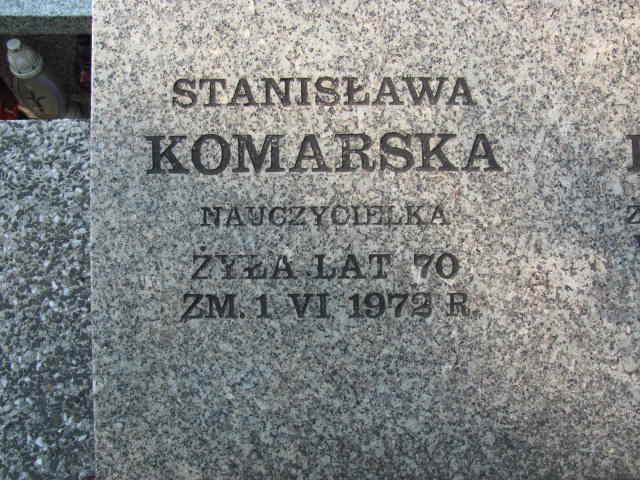 STANISŁAWA
KOMARSKA
NAUCZYCIELKA
ŻYŁA LAT 70
ZM. 1 VI 1972 R.